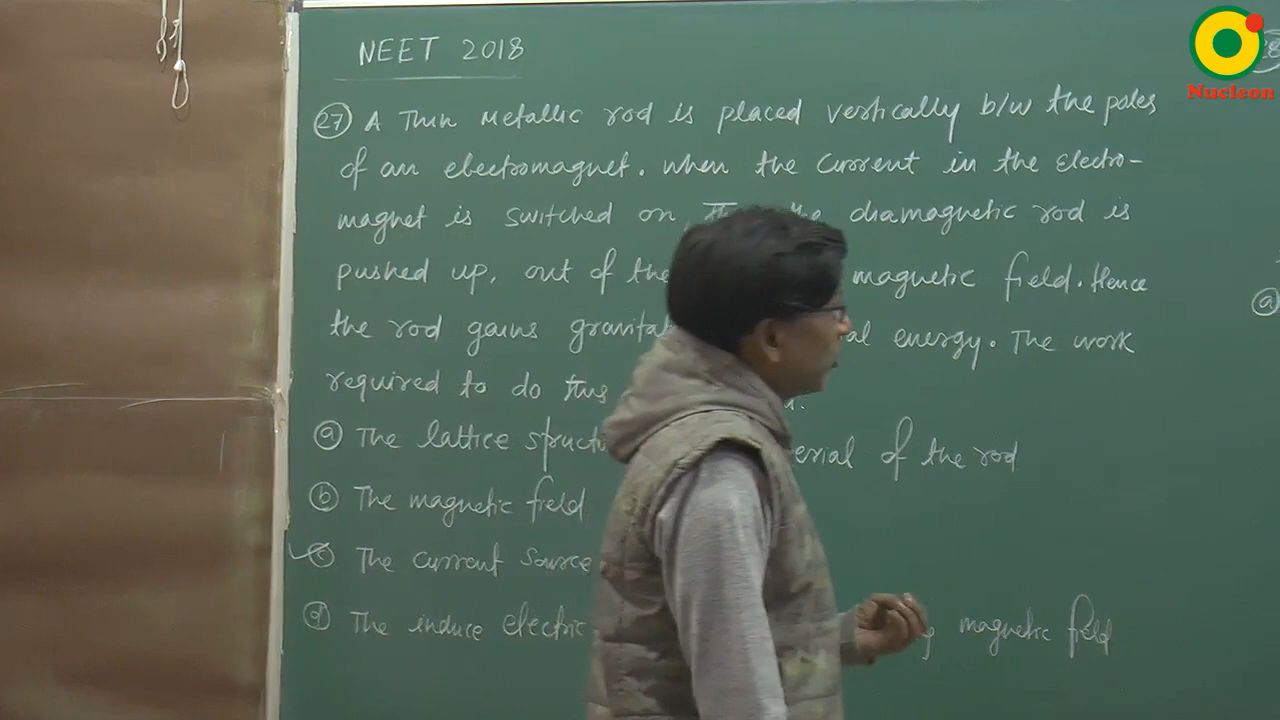 NEET 2018
Nucleon
27 A Thin Metallic rod is placed vertically b/w the poles
of an electromagnet. When the current in the Electro-
magnet is switched on, the diamagnetic rod is
pushed up, out of the magnetic field. Hence
the rod gains energy. The work
required to do this
a The lattice of the rod
a
b The magnetic field
c The current source
d The induce electric magnetic field